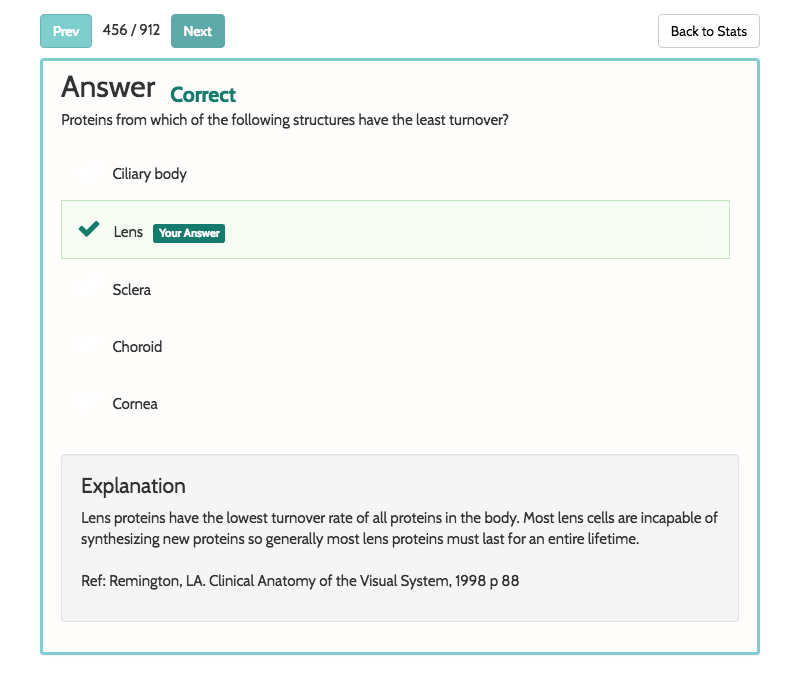 Prev 456 / 912 Next Back to Stats
Answer Correct
Proteins from which of the following structures have the least turnover?
Ciliary body
Lens Your Answer
Sclera
Choroid
Cornea
Explanation
Lens proteins have the lowest turnover rate of all proteins in the body. Most lens cells are incapable of
synthesizing new proteins so generally most lens proteins must last for an entire lifetime.
Ref: Remington, LA. Clinical Anatomy of the Visual System, 1998 p 88